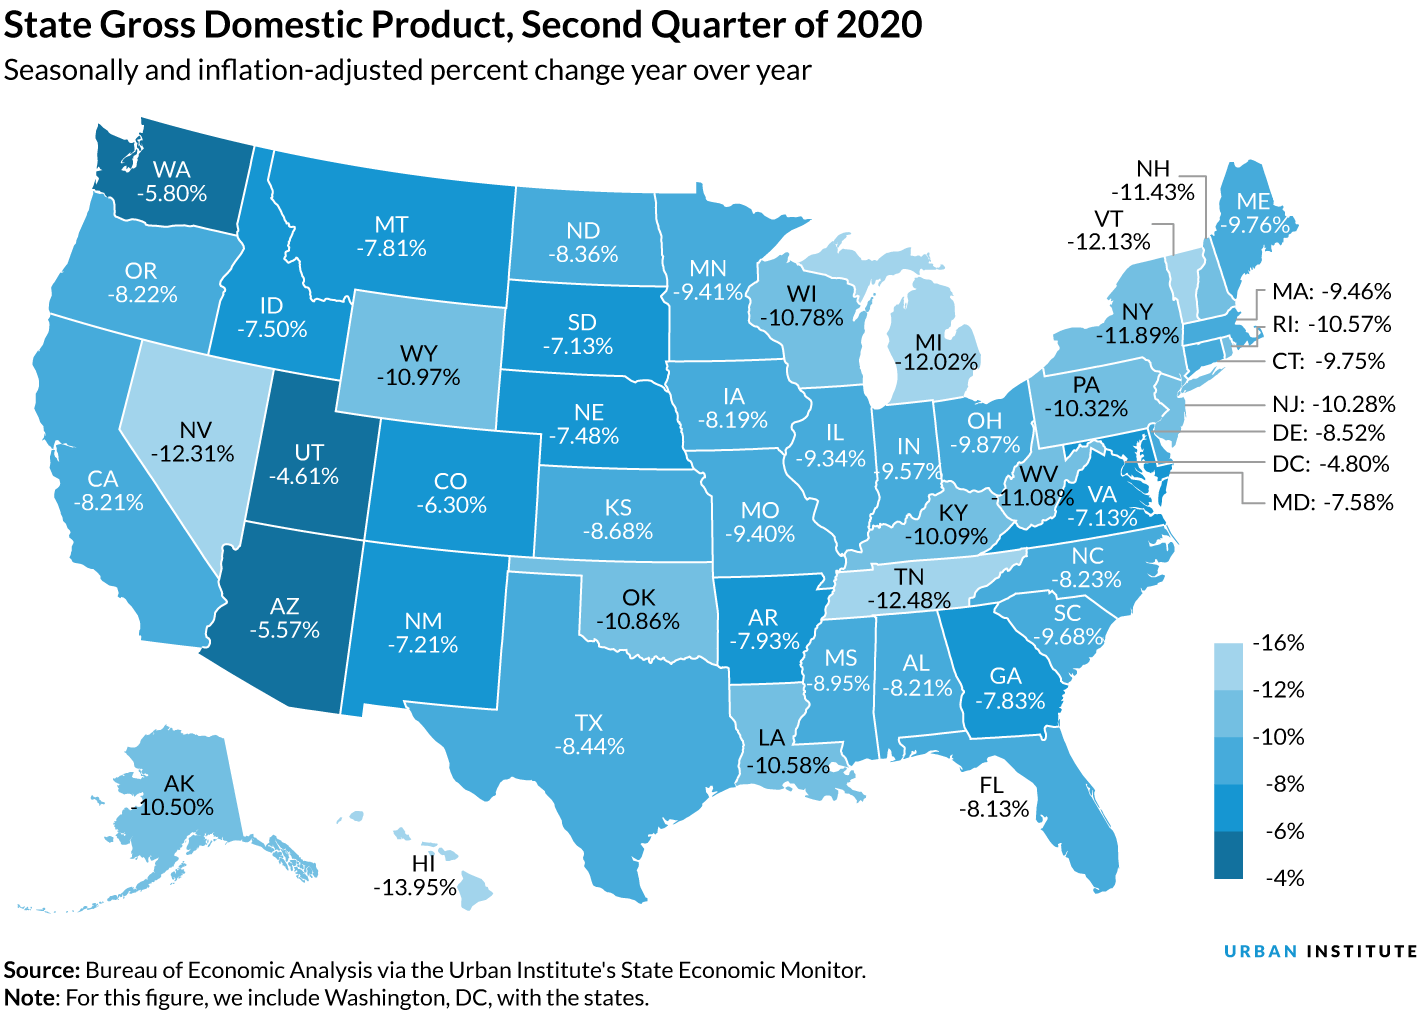 State Gross Domestic Product, Second Quarter of 2020
Seasonally and inflation-adjusted percent change year over year
WA
-5.80%
OR
-8.22%
CA
-8.21%
ID
-7.50%
NV
-12.31%
MT
-7.81%
WY
-10.97%
UT
-4.61%
AZ
-5.57%
CO
-6.30%
NM
-7.21%
ND
-8.36%
SD
-7.13%
NE
-7.48%
KS
-8.68%
OK
-10.86%
TX
-8.44%
MN
-9.41%
IA
-8.19%
MO
-9.40%
AR
-7.93%
LA
-10.58%
WI
-10.78%
IL
-9.34%
MI
-12.02%
IN
-9.57%
OH
-9.87%
KY
-10.09%
TN
-12.48%
MS
-8.95%
AL
-8.21%
GA
-7.83%
FL
-8.13%
SC
-9.68%
NC
-8.23%
VA
-7.13%
WV
-11.08%
PA
-10.32%
NY
-11.89%
VT
-12.13%
NH
-11.43%
ME
-9.76%
MA: -9.46%
RI: -10.57%
CT: -9.75%
NJ: -10.28%
DE: -8.52%
DC: -4.80%
MD: -7.58%
AK
-10.50%
HI
-13.95%
-16%
-12%
-10%
-8%
-6%
-4%
URBAN INSTITUTE
Source: Bureau of Economic Analysis via the Urban Institute's State Economic Monitor.
Note: For this figure, we include Washington, DC, with the states.